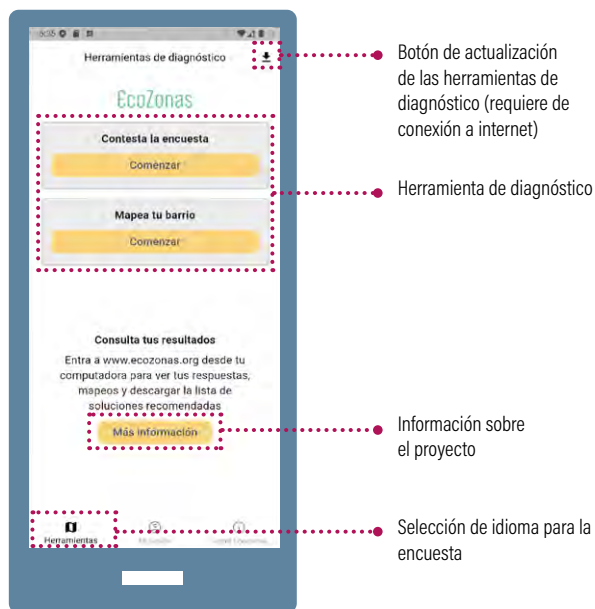 Herramientas de diagnóstico
EcoZonas
Contesta la encuesta
Comenzar
Mapea tu barrio
Comenzar
Consulta tus resultados
Entra a www.ecozonas.org desde tu
computadora para ver tus respuestas,
mapeos y descargar la lista de
soluciones recomendadas
Más información
Herramientas
Botón de actualización
de las herramientas de
diagnóstico (requiere de
conexión a internet)
Herramienta de diagnóstico
Información sobre
el proyecto
Selección de idioma para la
encuesta